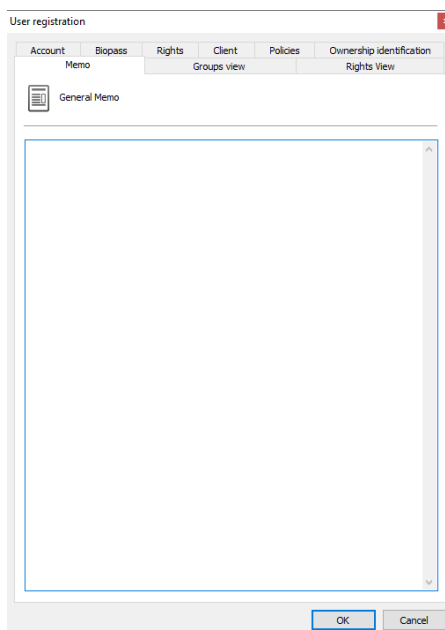 User registration
Account Biopass Rights Client Policies Ownership identification
Memo Groups view Rights View
General Memo
OK Cancel